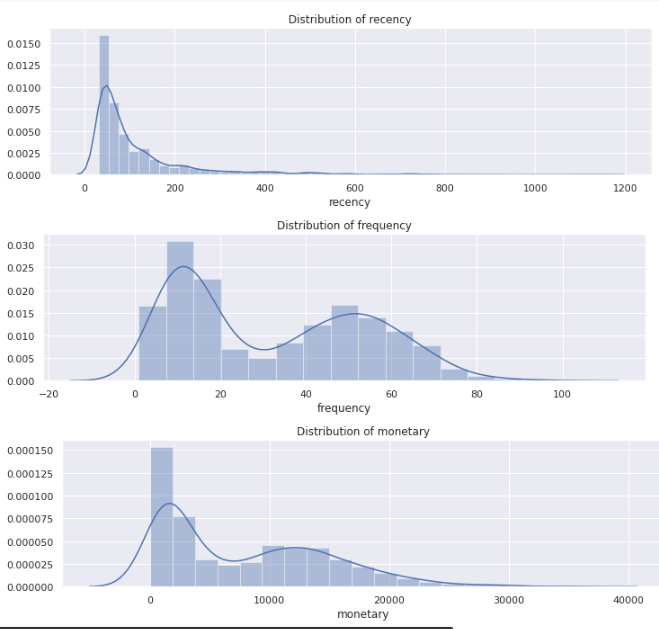 Distribution of recency
0.0150
0.0125
0.0100
0.0075
0.0050
0.0025
0.0000
0 200 400 600 800 1000 1200
recency
Distribution of frequency
0.030
0.025
0.020
0.015
0.010
0.005
0.000
−20 0 20 40 60 80 100
frequency
Distribution of monetary
0.000150
0.000125
0.000100
0.000075
0.000050
0.000025
0.000000
0 10000 20000 30000 40000
monetary